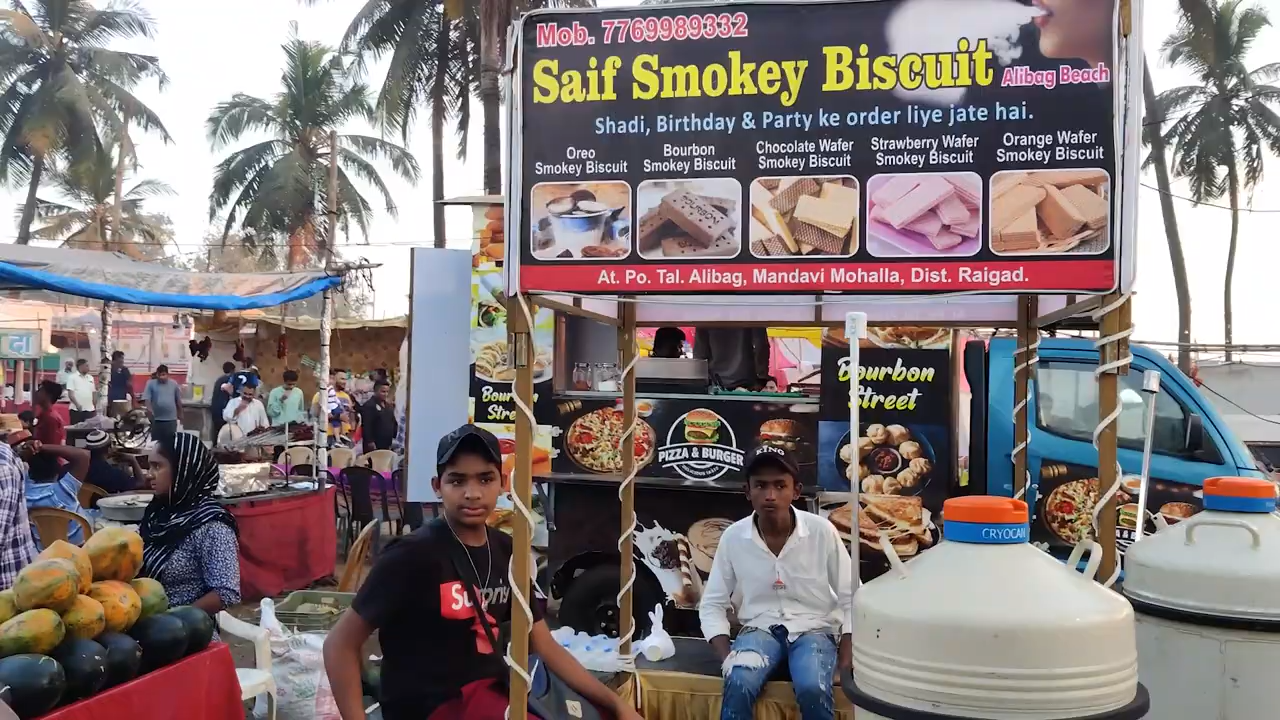 Mob. 7769989332
Saif Smokey Biscuit Alibag Beach
Shadi, Birthday & Party ke order liye jate hai.
Oreo
Smokey Biscuit
Bourbon
Smokey Biscuit
Chocolate Wafer
Smokey Biscuit
Strawberry Wafer
Smokey Biscuit
Orange Wafer
Smokey Biscuit
At. Po. Tal. Alibag, Mandavi Mohalla, Dist. Raigad.
Bourbon
Street
PIZZA & BURGER
KING
CRYOCAN